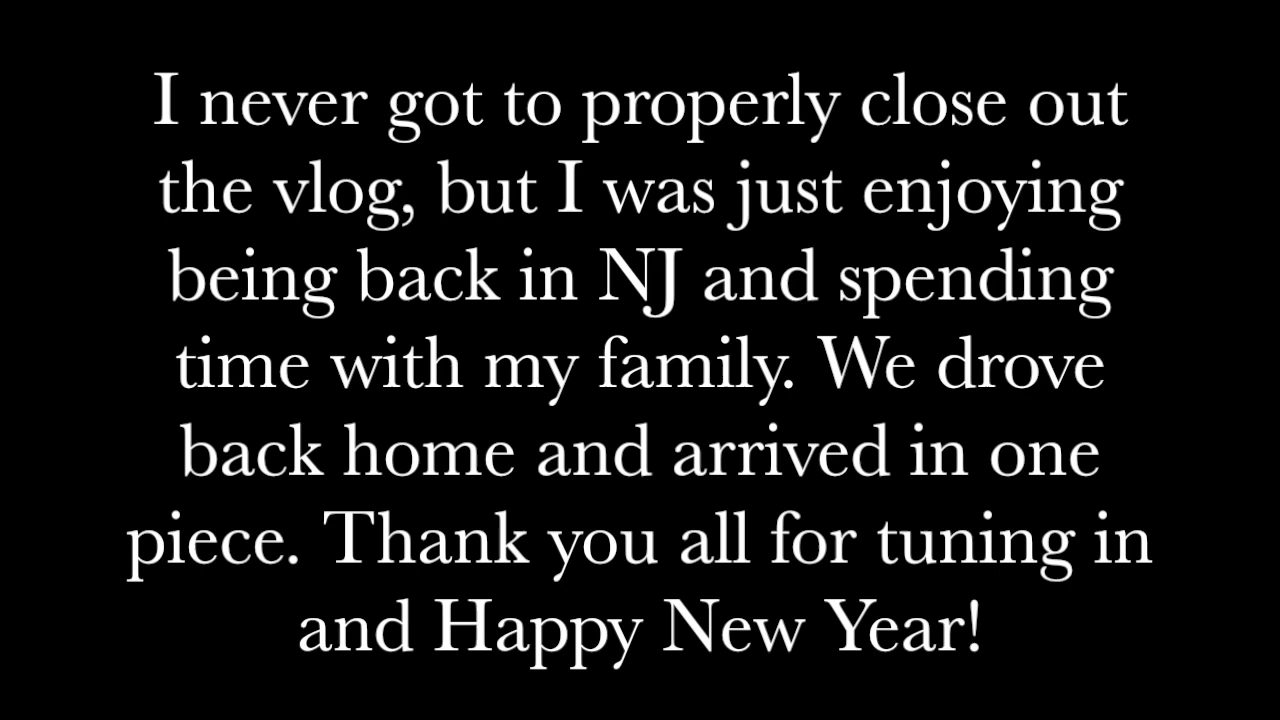 I never got to properly close out
the vlog, but I was just enjoying
being back in NJ and spending
time with my family. We drove
back home and arrived in one
piece. Thank you all for tuning in
and Happy New Year!